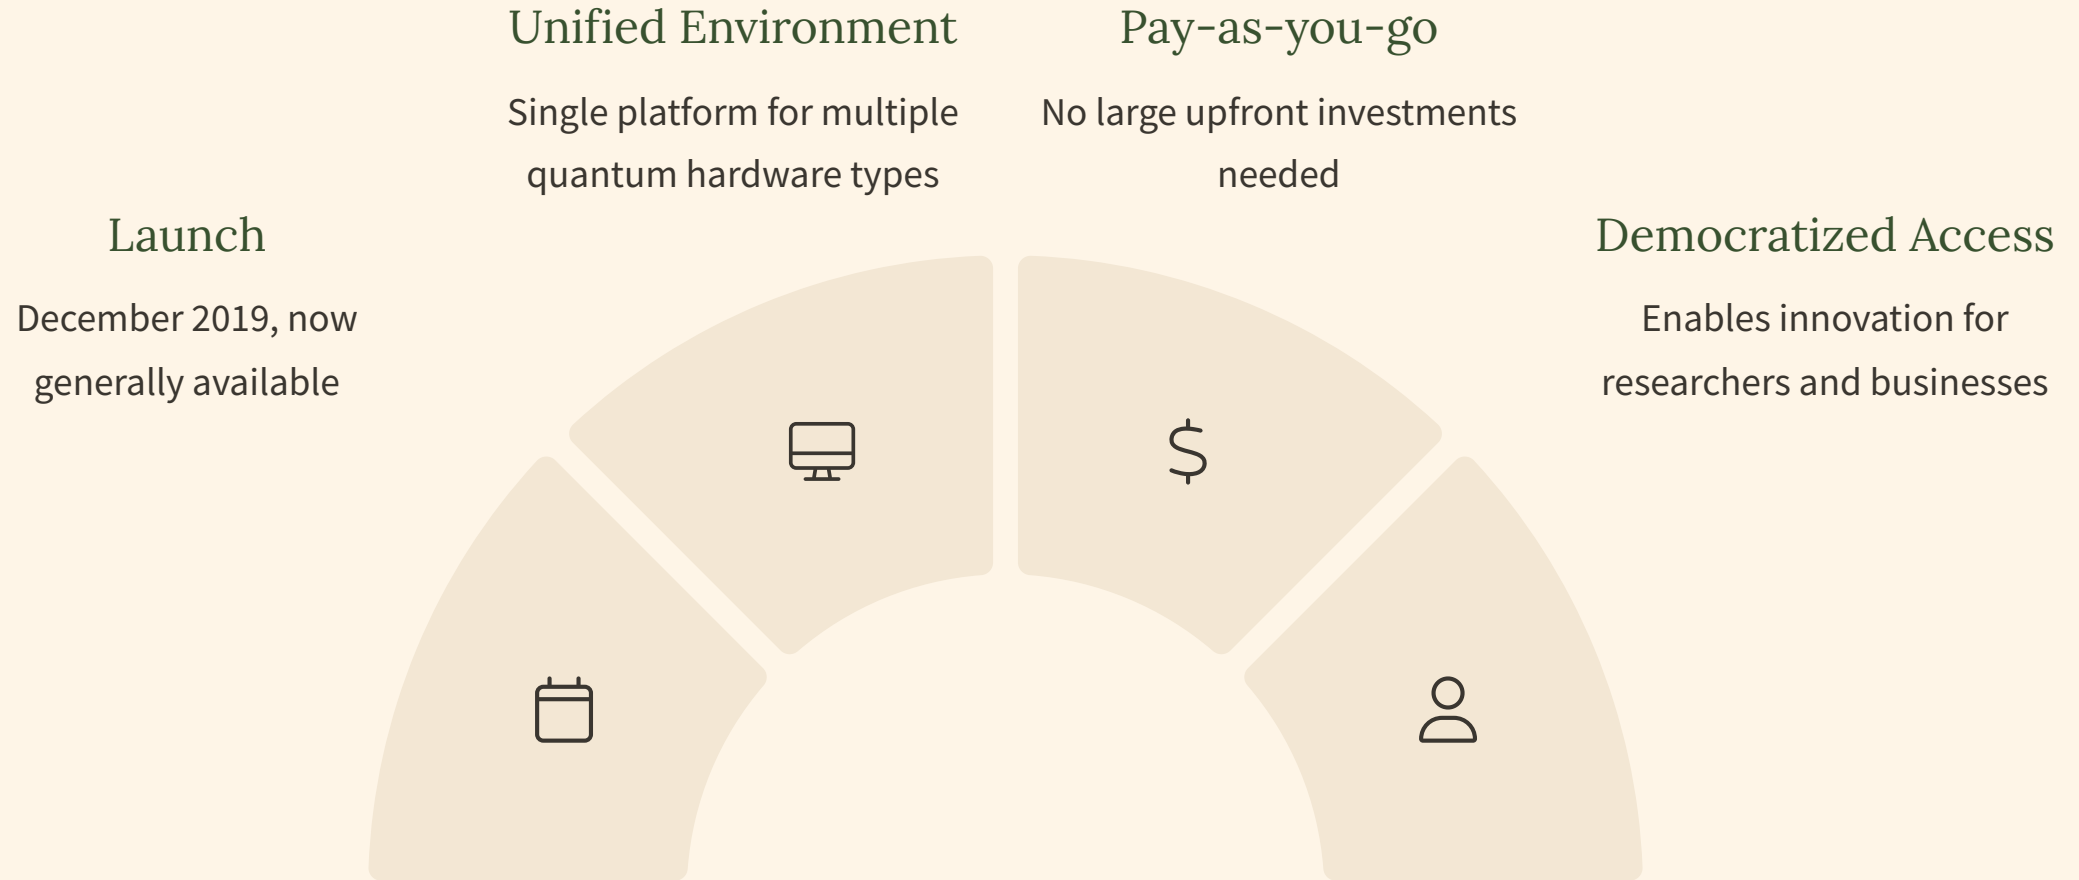 Unified Environment
Single platform for multiple
quantum hardware types
Pay-as-you-go
No large upfront investments
needed
Launch
December 2019, now
generally available
Democratized Access
Enables innovation for
researchers and businesses
$